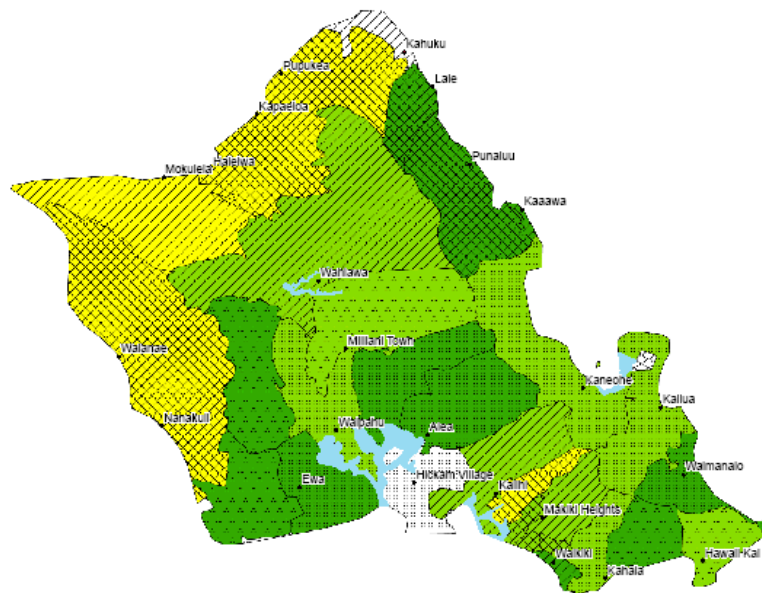 Kahuku
Pupukea
Laie
Kapaeloa
Haleiwa
Mokuleia
Punaluu
Kaaawa
Wahiawa
Mililani Town
Waianae
Kaneohe
Kailua
Nanakuli
Waipahu
Aiea
Waimanalo
Ewa
Hickam Village
Kalihi
Makiki Heights
Waikiki
Hawaii Kai
Kahala